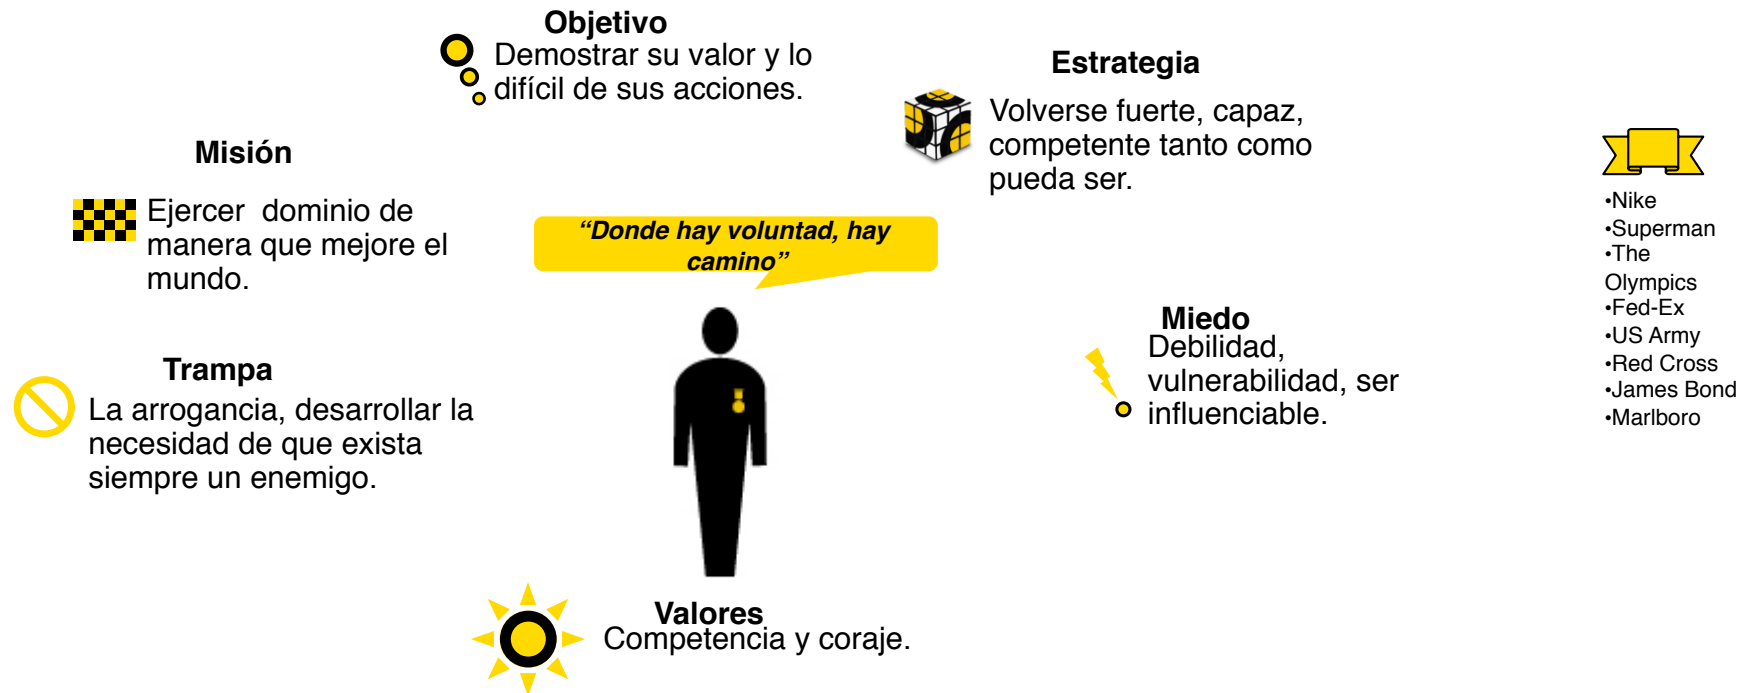 Objetivo
Demostrar su valor y lo
difícil de sus acciones.
Estrategia
Volverse fuerte, capaz,
competente tanto como
pueda ser.
Misión
Ejercer  dominio de
manera que mejore el
mundo.
“Donde hay voluntad, hay
camino”
Miedo
Debilidad,
vulnerabilidad, ser
influenciable.
Trampa
La arrogancia, desarrollar la
necesidad de que exista
siempre un enemigo.
Valores
Competencia y coraje.
•Nike
•Superman
•The
Olympics
•Fed-Ex
•US Army
•Red Cross
•James Bond
•Marlboro